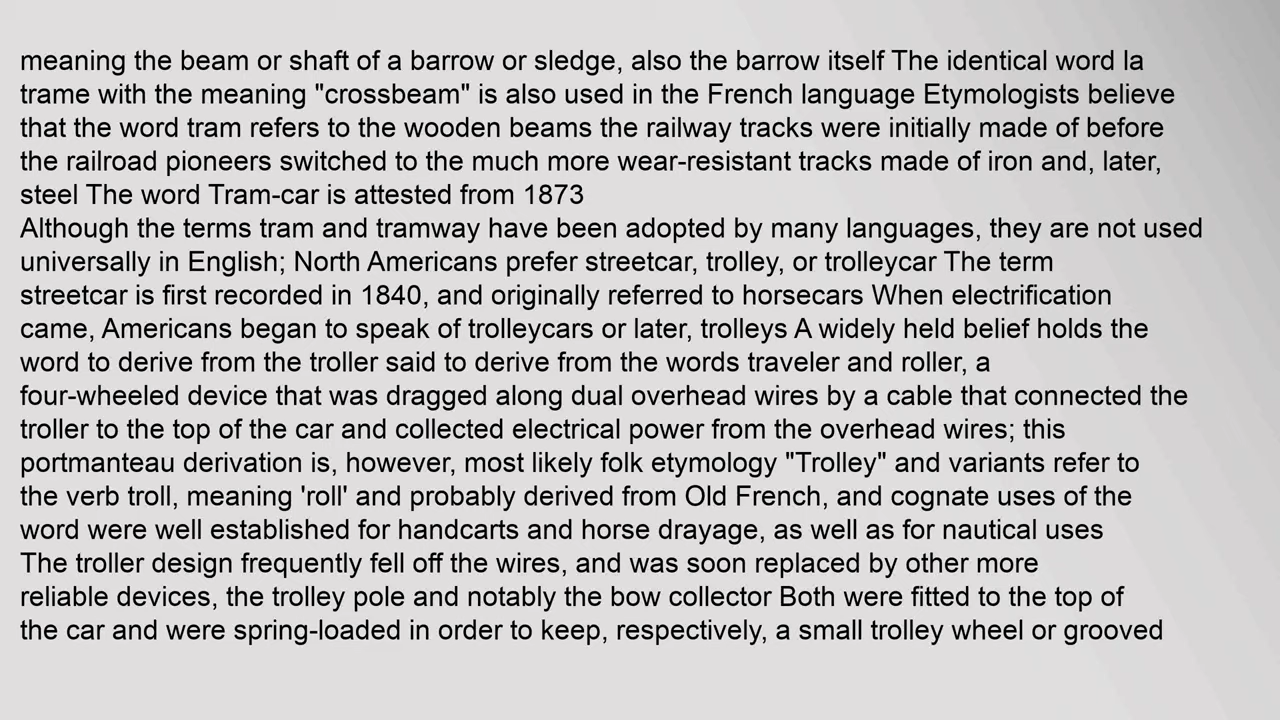 meaning the beam or shaft of a barrow or sledge, also the barrow itself The identical word la
trame with the meaning "crossbeam" is also used in the French language Etymologists believe
that the word tram refers to the wooden beams the railway tracks were initially made of before
the railroad pioneers switched to the much more wear-resistant tracks made of iron and, later,
steel The word Tram-car is attested from 1873
Although the terms tram and tramway have been adopted by many languages, they are not used
universally in English; North Americans prefer streetcar, trolley, or trolleycar The term
streetcar is first recorded in 1840, and originally referred to horsecars When electrification
came, Americans began to speak of trolleycars or later, trolleys A widely held belief holds the
word to derive from the troller said to derive from the words traveler and roller, a
four-wheeled device that was dragged along dual overhead wires by a cable that connected the
troller to the top of the car and collected electrical power from the overhead wires; this
portmanteau derivation is, however, most likely folk etymology "Trolley" and variants refer to
the verb troll, meaning 'roll' and probably derived from Old French, and cognate uses of the
word were well established for handcarts and horse drayage, as well as for nautical uses
The troller design frequently fell off the wires, and was soon replaced by other more
reliable devices, the trolley pole and notably the bow collector Both were fitted to the top of
the car and were spring-loaded in order to keep, respectively, a small trolley wheel or grooved